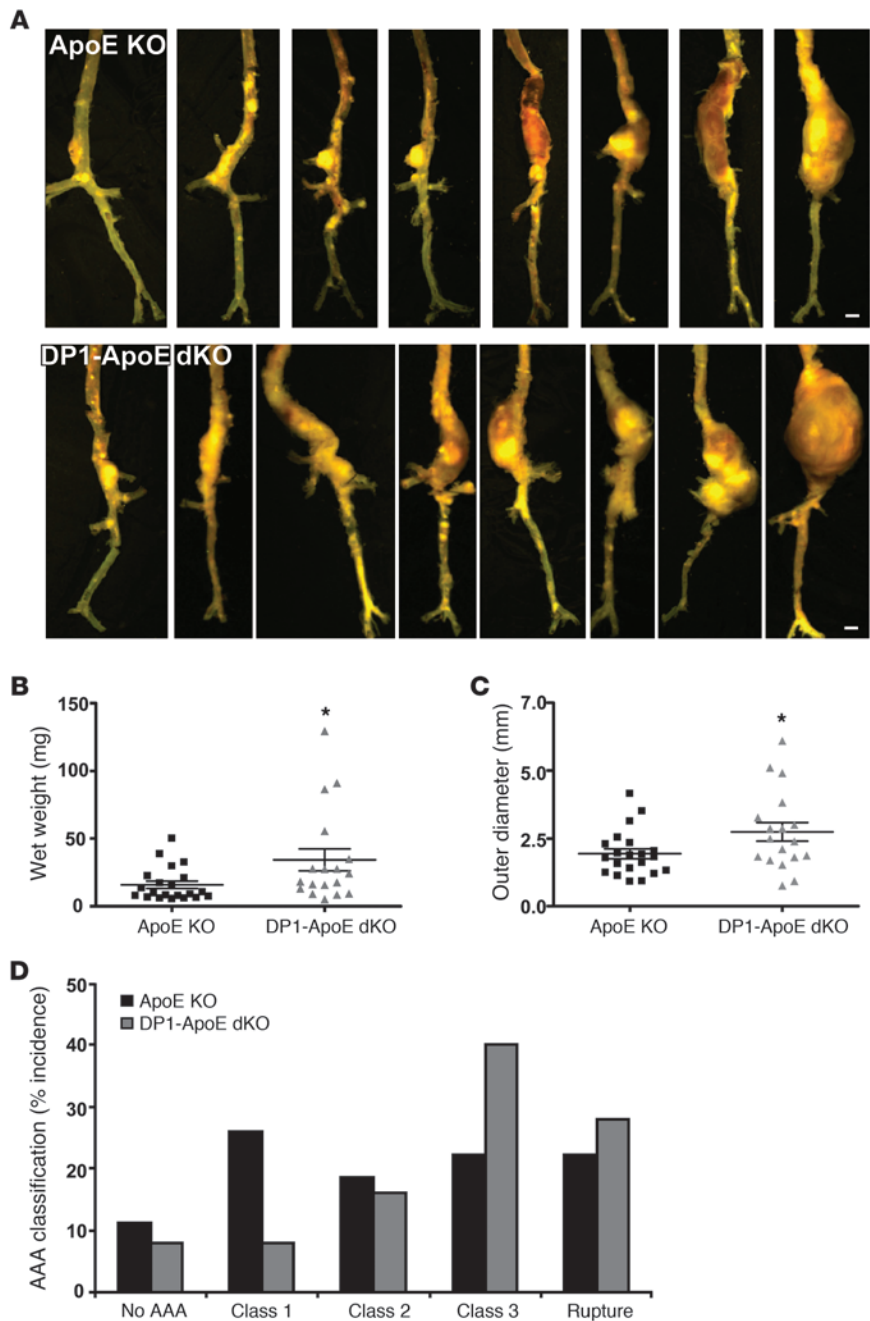 A
ApoE KO
DP1-ApoE dKO
B
Wet weight (mg)
150
100
50
0
*
ApoE KO
DP1-ApoE dKO
C
Outer diameter (mm)
7.0
5.0
2.5
0.0
*
ApoE KO
DP1-ApoE dKO
D
AAA classification (% incidence)
50
40
30
20
10
0
ApoE KO
DP1-ApoE dKO
No AAA
Class 1
Class 2
Class 3
Rupture